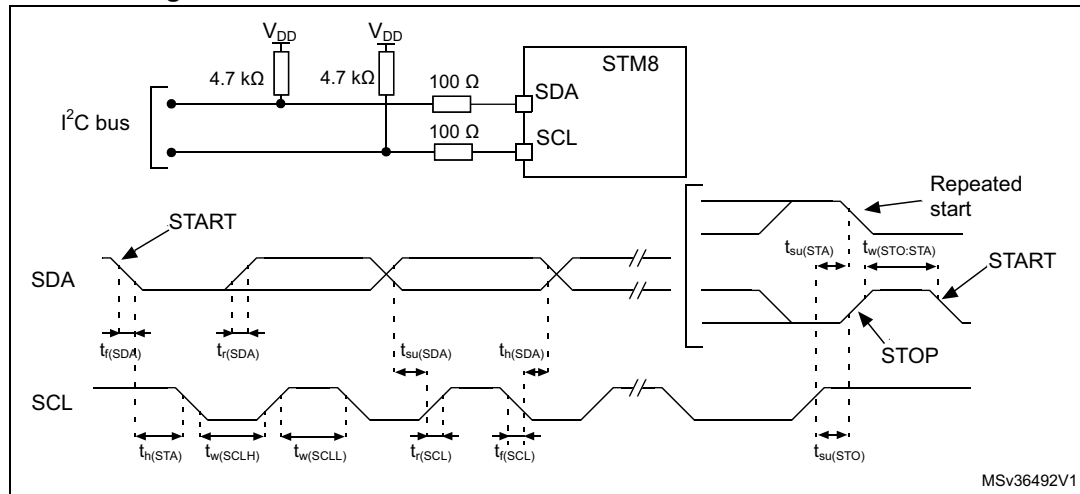 V_DD V_DD
STM8
4.7 kΩ 4.7 kΩ 100 Ω
SDA
I²C bus
100 Ω
SCL
Repeated start
START
t_su(STA) t_w(STO:STA)
START
SDA
STOP
t_f(SDA) t_r(SDA) t_su(SDA) t_h(SDA)
SCL
t_h(STA) t_w(SCLH) t_w(SCLL) t_r(SCL) t_f(SCL) t_su(STO)
MSv36492V1